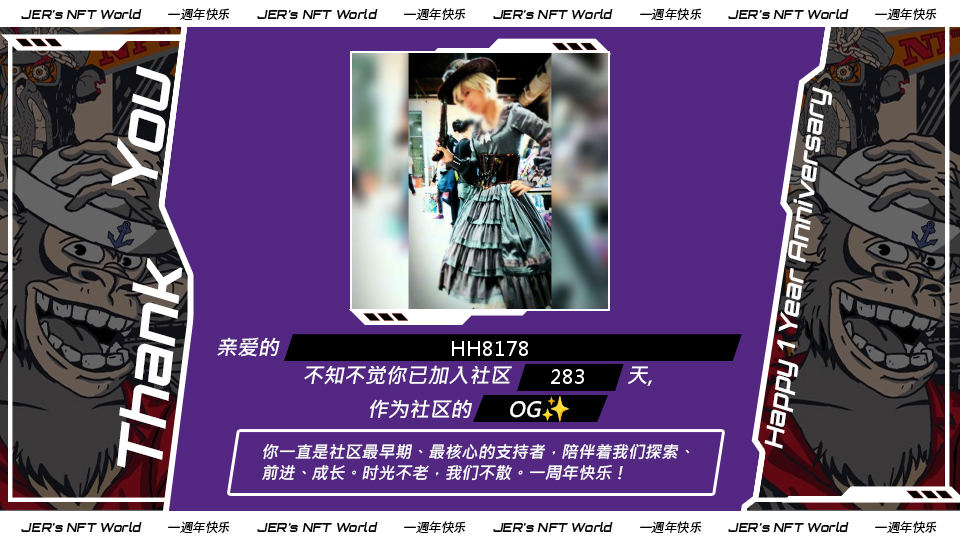 JER's NFT World 一週年快乐 JER's NFT World 一週年快乐 JER's NFT World 一週年快乐 JER's NFT World 一週年快乐
Thank You
Happy 1 Year Anniversary
亲爱的 HH8178
不知不觉你已加入社区 283 天,
作为社区的 OG✨
你一直是社区最早期、最核心的支持者，陪伴着我们探索、
前进、成长。时光不老，我们不散。一周年快乐！
JER's NFT World 一週年快乐 JER's NFT World 一週年快乐 JER's NFT World 一週年快乐 JER's NFT World 一週年快乐